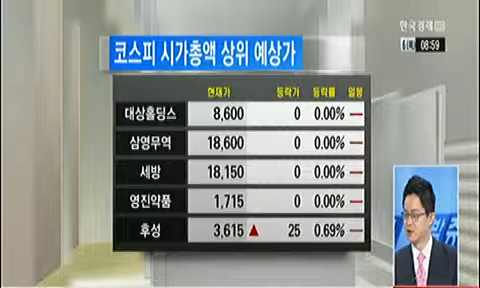 한국경제
6(목) 08:59
코스피 시가총액 상위 예상가
현재가 등락가 등락률 일봉
대상홀딩스 8,600 0 0.00%
삼영무역 18,600 0 0.00%
세방 18,150 0 0.00%
영진약품 1,715 0 0.00%
후성 3,615 ▲ 25 0.69%